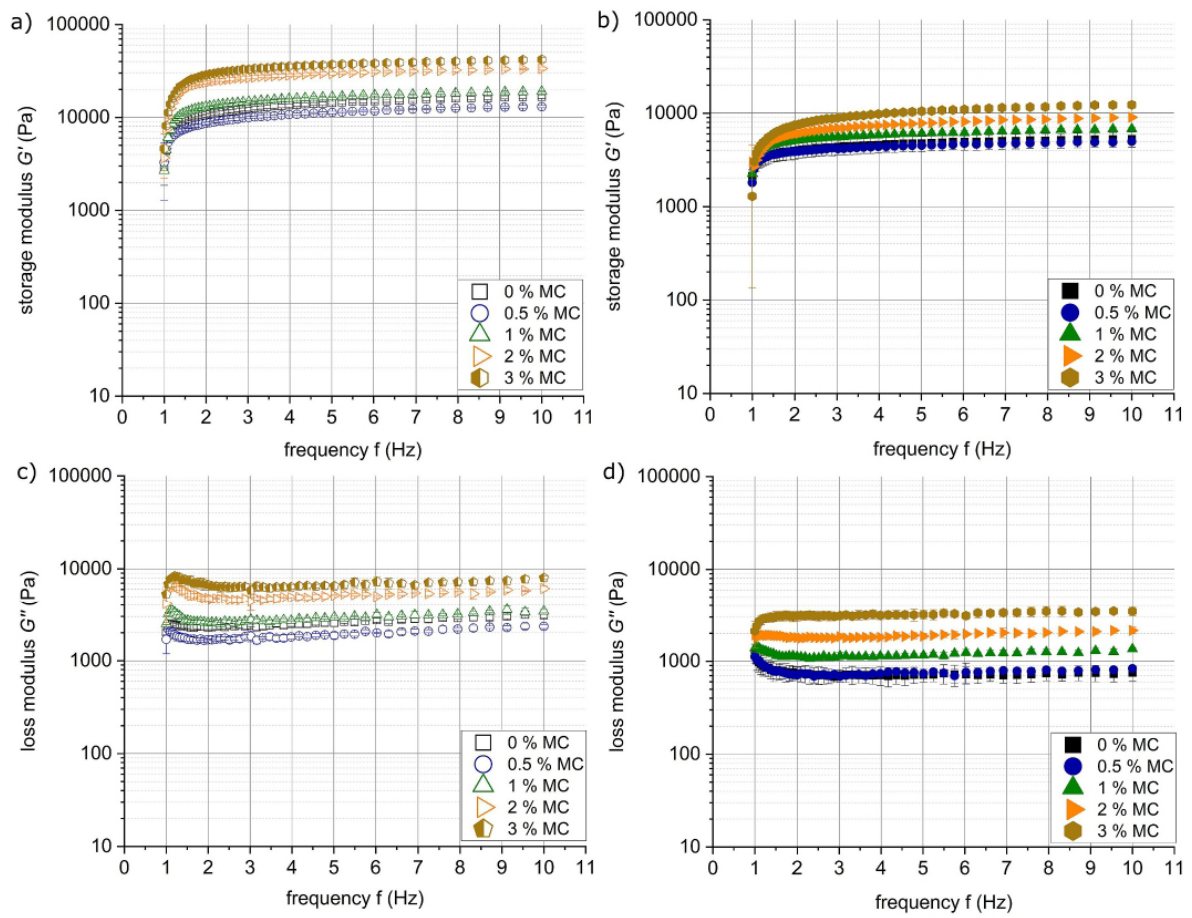 a)
100000
10000
1000
100
10
storage modulus G′ (Pa)
0 % MC
0.5 % MC
1 % MC
2 % MC
3 % MC
0 1 2 3 4 5 6 7 8 9 10 11
frequency f (Hz)
b)
100000
10000
1000
100
10
storage modulus G′ (Pa)
0 % MC
0.5 % MC
1 % MC
2 % MC
3 % MC
0 1 2 3 4 5 6 7 8 9 10 11
frequency f (Hz)
c)
100000
10000
1000
100
10
loss modulus G″ (Pa)
0 % MC
0.5 % MC
1 % MC
2 % MC
3 % MC
0 1 2 3 4 5 6 7 8 9 10 11
frequency f (Hz)
d)
100000
10000
1000
100
10
loss modulus G″ (Pa)
0 % MC
0.5 % MC
1 % MC
2 % MC
3 % MC
0 1 2 3 4 5 6 7 8 9 10 11
frequency f (Hz)